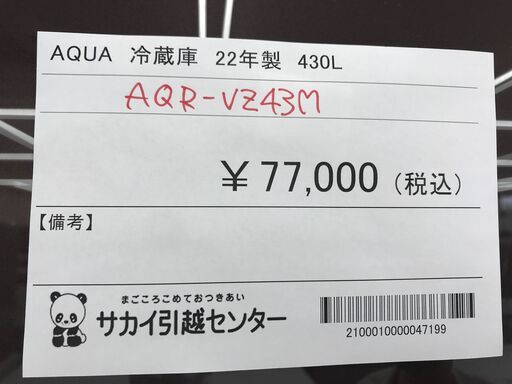 AQUA 冷蔵庫 22年製 430L
AQR-VZ43M
￥77,000（税込）
【備考】
まごころこめておつきあい
サカイ引越センター
2100010000047199